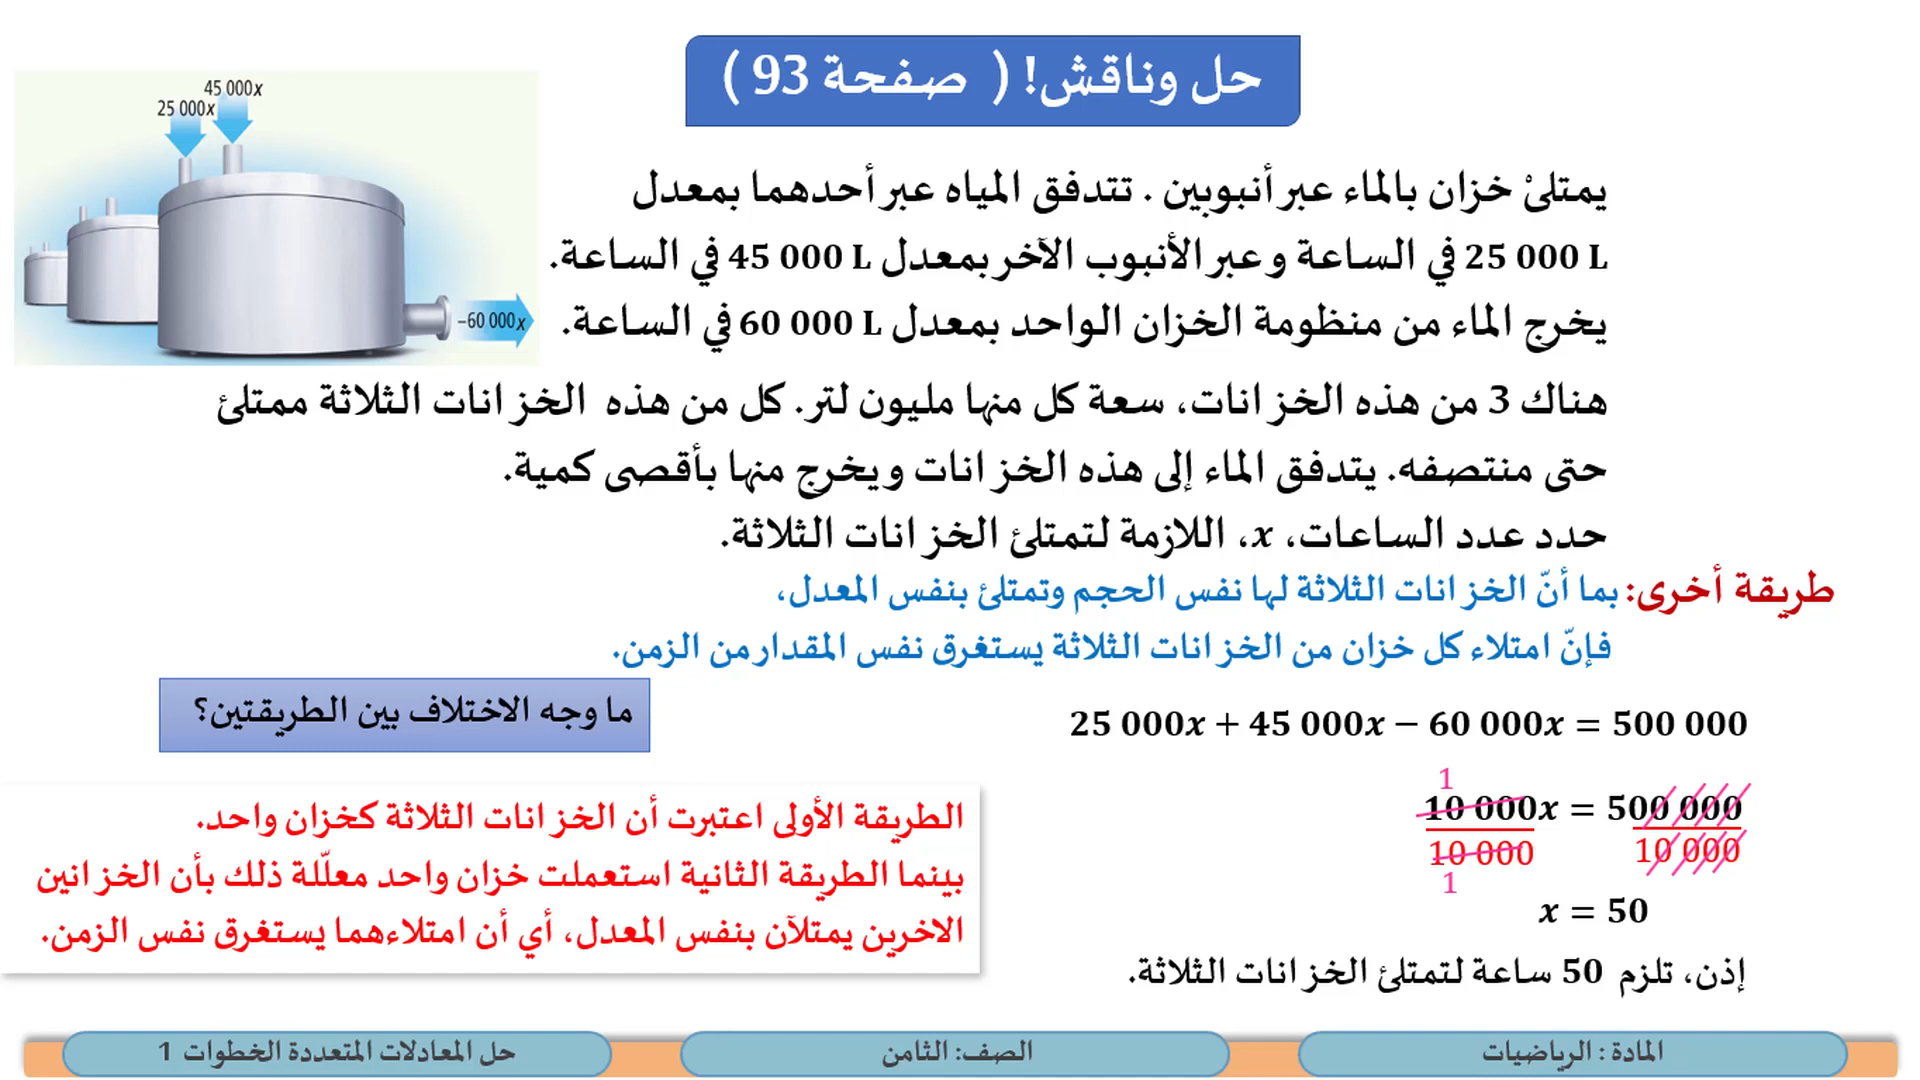 حل وناقش! ( صفحة 93 )
45 000x
25 000x
–60 000x
يمتلئ خزان بالماء عبر أنبوبين . تتدفق المياه عبر أحدهما بمعدل
25 000 L في الساعة وعبر الأنبوب الآخر بمعدل 45 000 L في الساعة.
يخرج الماء من منظومة الخزان الواحد بمعدل 60 000 L في الساعة.
هناك 3 من هذه الخزانات، سعة كل منها مليون لتر. كل من هذه الخزانات الثلاثة ممتلئ
حتى منتصفه. يتدفق الماء إلى هذه الخزانات ويخرج منها بأقصى كمية.
حدد عدد الساعات، x، اللازمة لتمتلئ الخزانات الثلاثة.
طريقة أخرى: بما أنّ الخزانات الثلاثة لها نفس الحجم وتمتلئ بنفس المعدل،
فإنّ امتلاء كل خزان من الخزانات الثلاثة يستغرق نفس المقدار من الزمن.
25 000x + 45 000x − 60 000x = 500 000
1
10 000x = 500 000
10 000 10 000
1
x = 50
إذن، تلزم 50 ساعة لتمتلئ الخزانات الثلاثة.
ما وجه الاختلاف بين الطريقتين؟
الطريقة الأولى اعتبرت أن الخزانات الثلاثة كخزان واحد.
بينما الطريقة الثانية استعملت خزان واحد معلّلة ذلك بأن الخزانين
الاخرين يمتلآن بنفس المعدل، أي أن امتلاءهما يستغرق نفس الزمن.
المادة : الرياضيات
الصف: الثامن
حل المعادلات المتعددة الخطوات 1